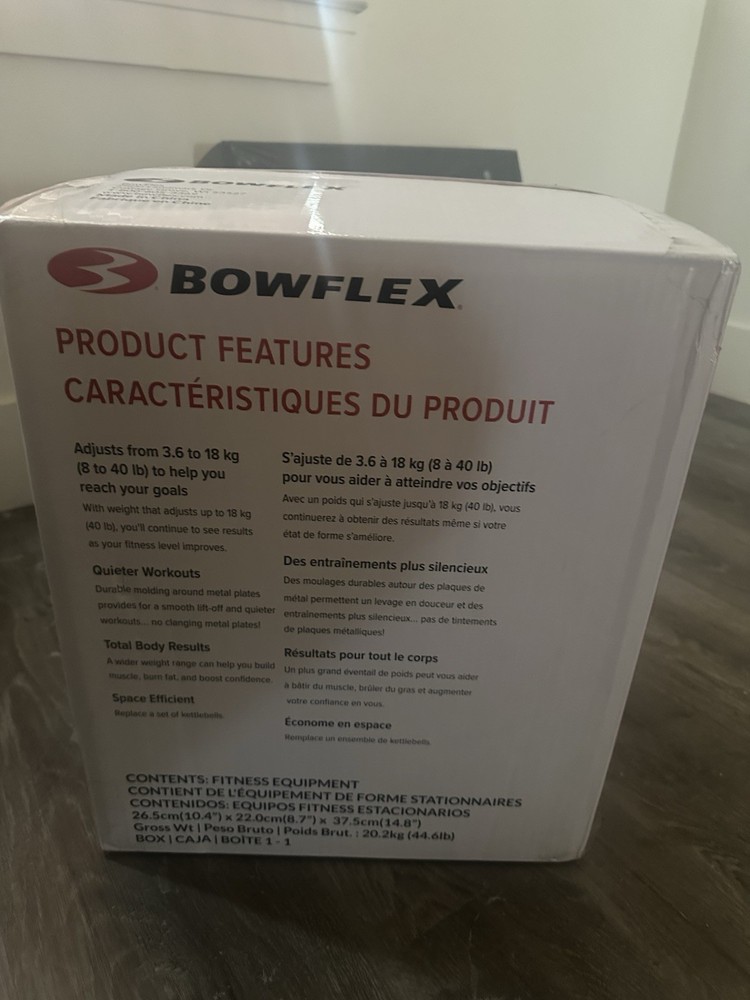 BOWFLEX
BOWFLEX
PRODUCT FEATURES
CARACTÉRISTIQUES DU PRODUIT
Adjusts from 3.6 to 18 kg
(8 to 40 lb) to help you
reach your goals
With weight that adjusts up to 18 kg
(40 lb), you'll continue to see results
as your fitness level improves.
Quieter Workouts
Durable molding around metal plates
provides for a smooth lift-off and quieter
workouts... no clanging metal plates!
Total Body Results
A wider weight range can help you build
muscle, burn fat, and boost confidence.
Space Efficient
Replace a set of kettlebells.
S'ajuste de 3.6 à 18 kg (8 à 40 lb)
pour vous aider à atteindre vos objectifs
Avec un poids qui s'ajuste jusqu'à 18 kg (40 lb), vous
continuerez à obtenir des résultats même si votre
état de forme s'améliore.
Des entraînements plus silencieux
Des moulages durables autour des plaques de
métal permettent un levage en douceur et des
entraînements plus silencieux... pas de tintements
de plaques métalliques!
Résultats pour tout le corps
Un plus grand éventail de poids peut vous aider
à bâtir du muscle, brûler du gras et augmenter
votre confiance en vous.
Économe en espace
Remplace un ensemble de kettlebells.
CONTENTS: FITNESS EQUIPMENT
CONTIENT DE L'ÉQUIPEMENT DE FORME STATIONNAIRES
CONTENIDOS: EQUIPOS FITNESS ESTACIONARIOS
26.5cm(10.4") x 22.0cm(8.7") x 37.5cm(14.8")
Gross Wt | Peso Bruto | Poids Brut. : 20.2kg (44.6lb)
BOX | CAJA | BOÎTE 1 - 1